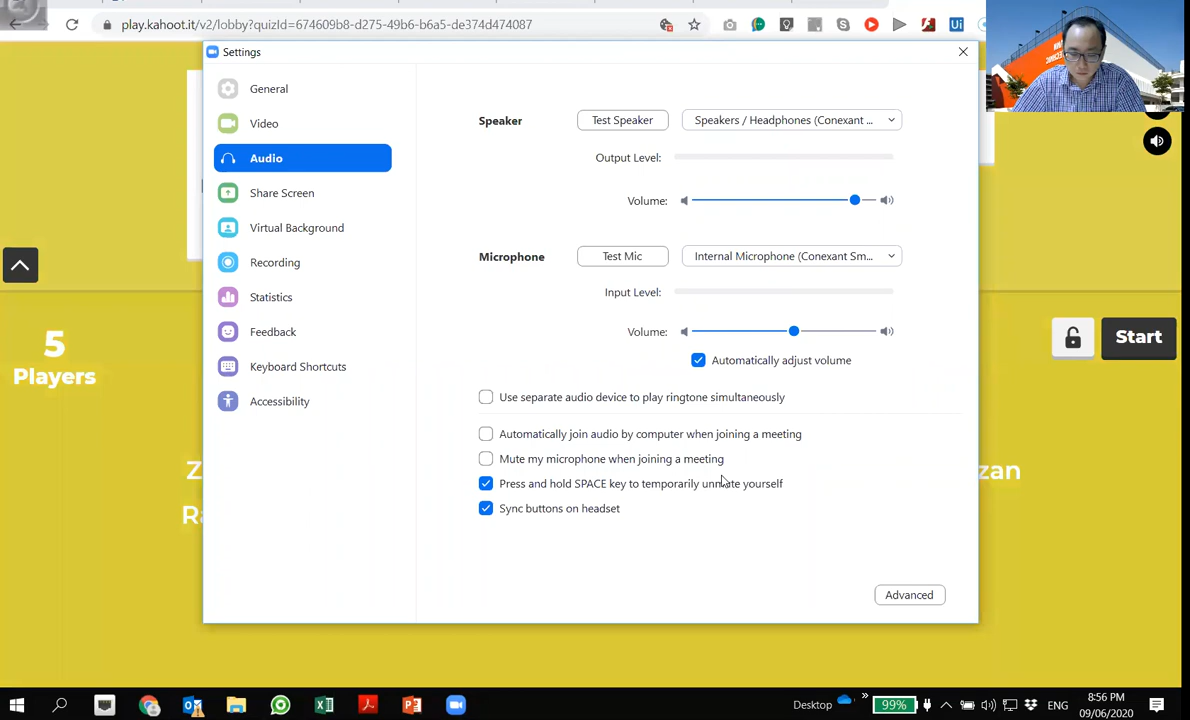 play.kahoot.it/v2/lobby?quizId=674609b8-d275-49b6-b6a5-de374d474087
Ui
Settings
General
Video
Audio
Share Screen
Virtual Background
Recording
Statistics
Feedback
Keyboard Shortcuts
Accessibility
Speaker
Test Speaker
Speakers / Headphones (Conexant ...
Output Level:
Volume:
Microphone
Test Mic
Internal Microphone (Conexant Sm...
Input Level:
Volume:
Automatically adjust volume
Use separate audio device to play ringtone simultaneously
Automatically join audio by computer when joining a meeting
Mute my microphone when joining a meeting
Press and hold SPACE key to temporarily unmute yourself
Sync buttons on headset
Advanced
5
Players
Start
Z
zan
Ra
Desktop
99%
ENG
8:56 PM
09/06/2020